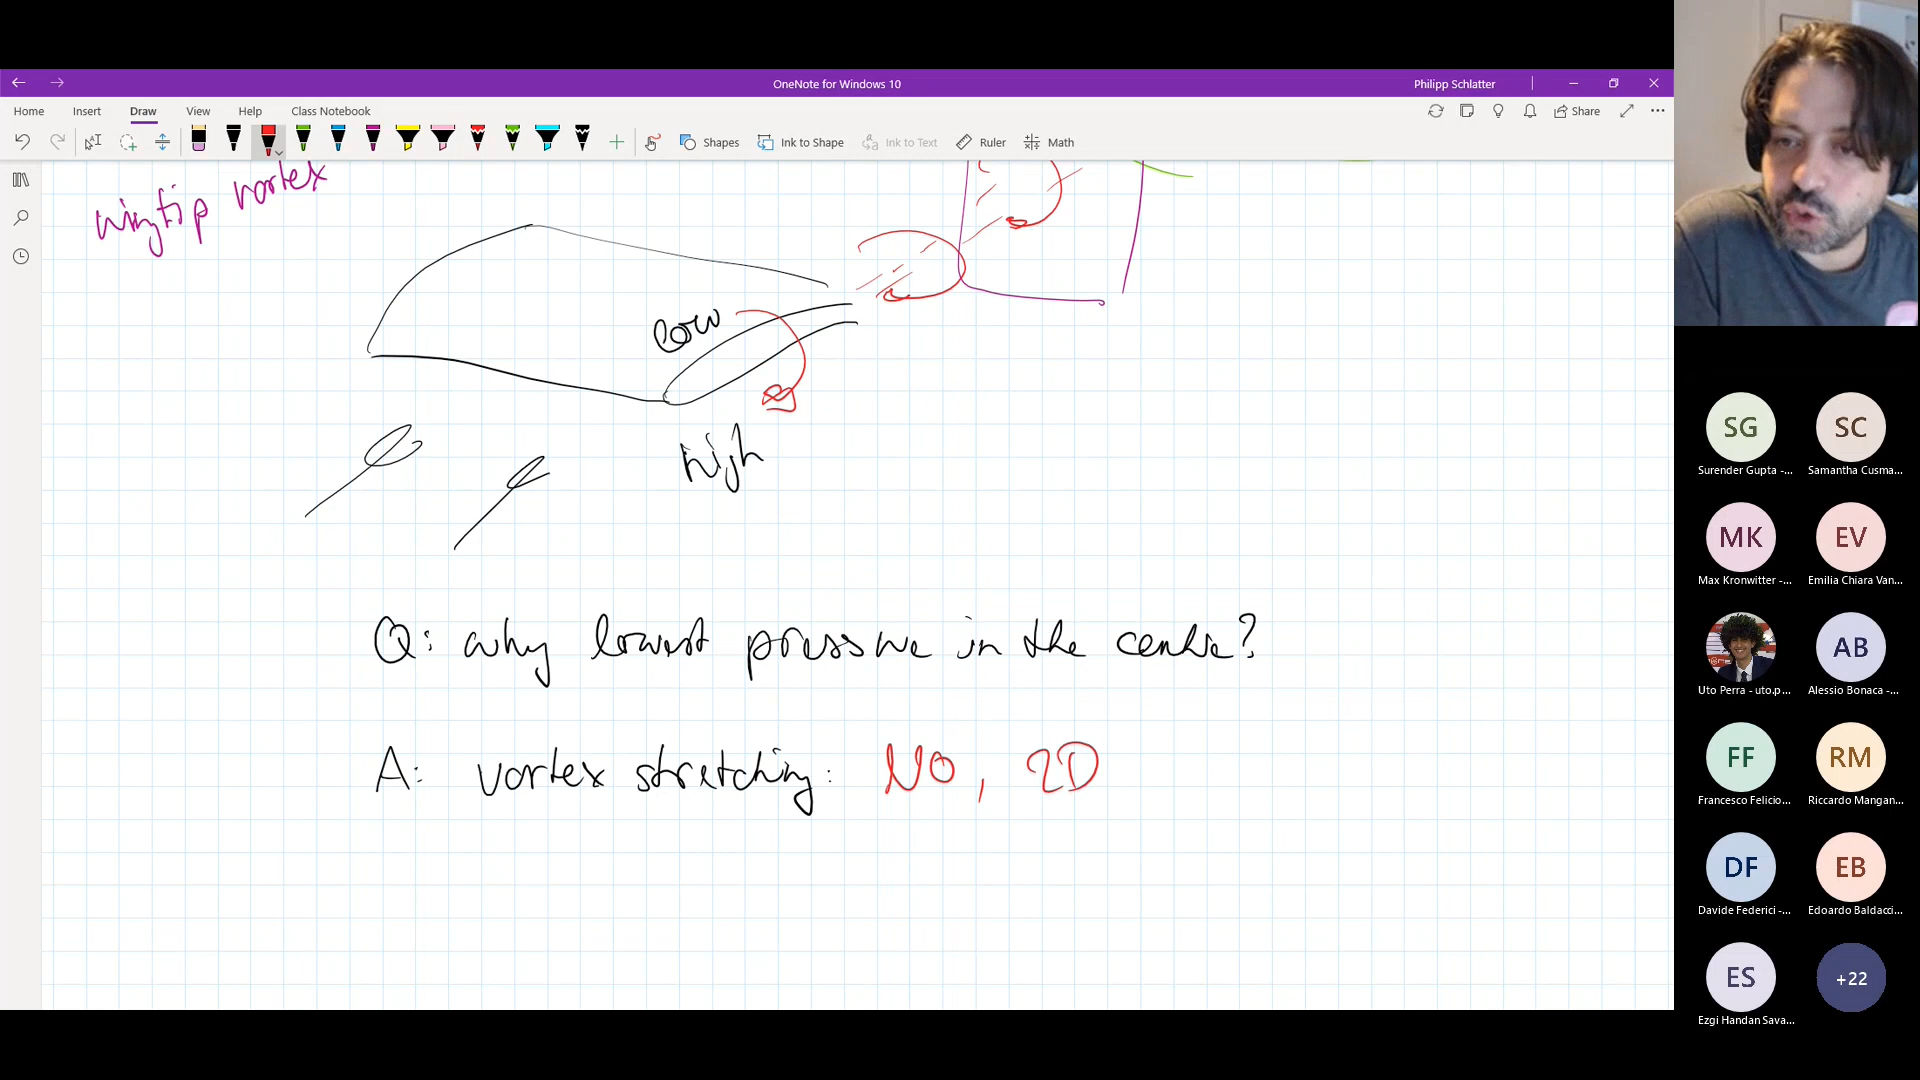 OneNote for Windows 10
Philipp Schlatter
Home Insert Draw View Help Class Notebook
Share
Shapes Ink to Shape Ink to Text Ruler Math
wingtip vortex
low
high
Q: why lowest pressure in the centre?
A: vortex stretching: NO, 2D
SG SC
Surender Gupta -... Samantha Cusma...
MK EV
Max Kronwitter -... Emilia Chiara Van...
AB
Uto Perra - uto.p... Alessio Bonaca -...
FF RM
Francesco Felicio... Riccardo Mangan...
DF EB
Davide Federici -... Edoardo Baldacci...
ES +22
Ezgi Handan Sava...